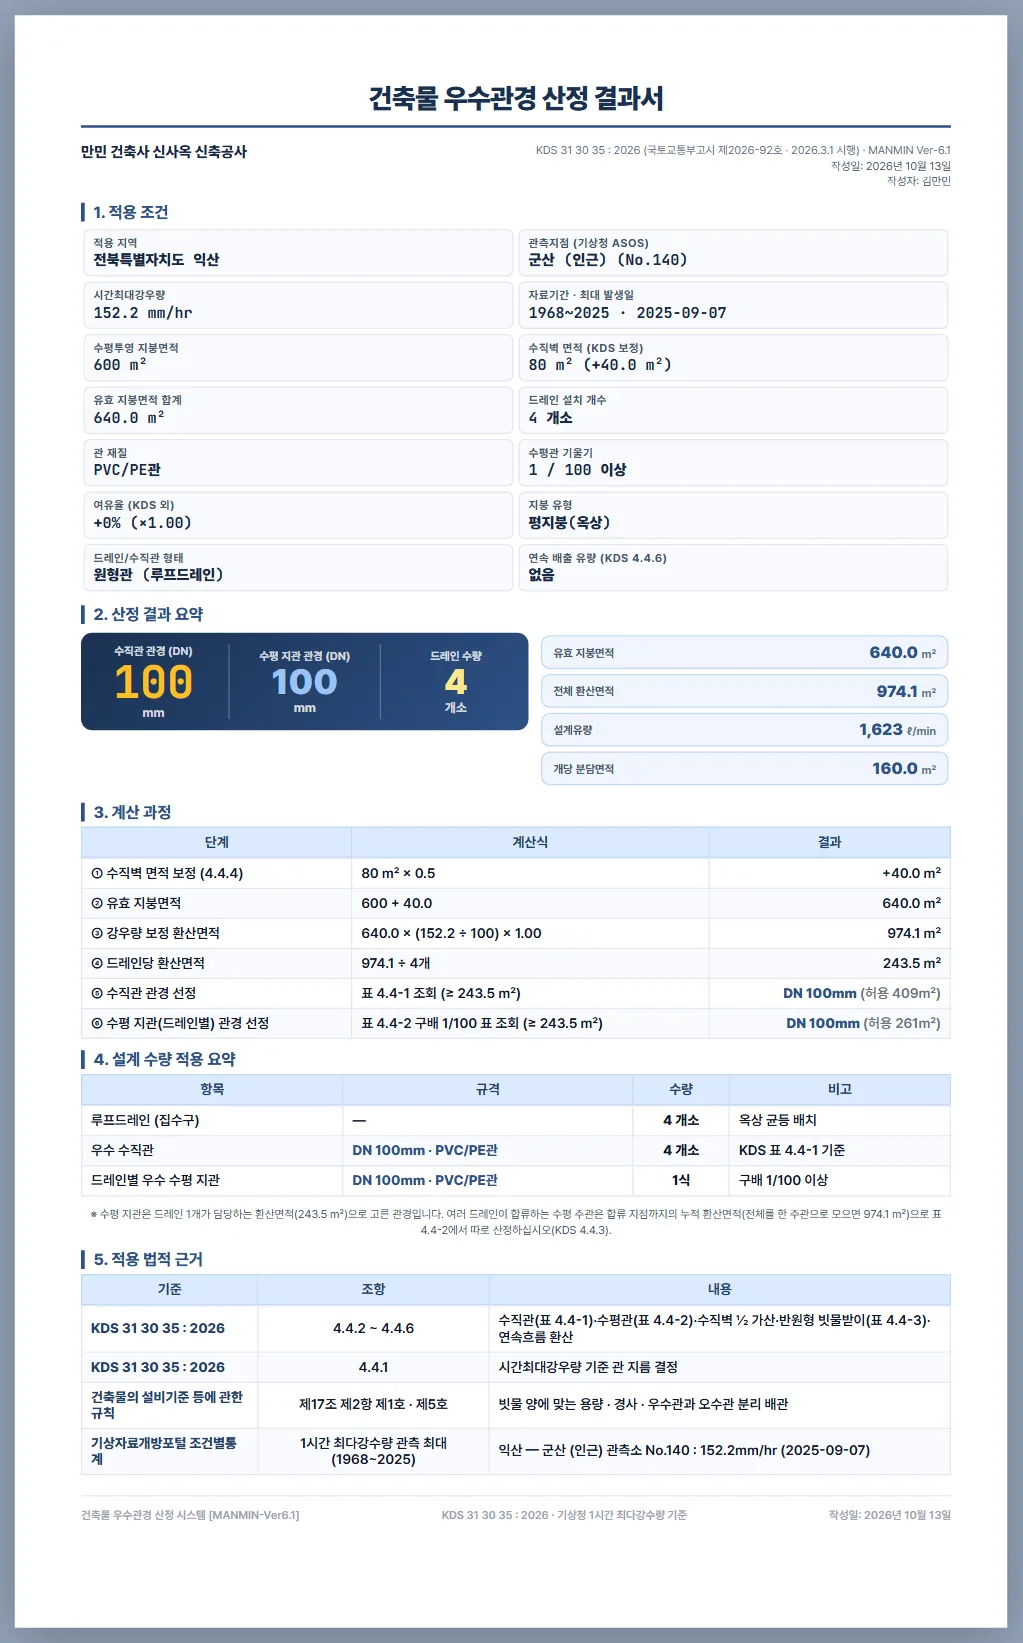 건축물 우수관경 산정 결과서
만민 건축사 신사옥 신축공사
KDS 31 30 35 : 2026 (국토교통부고시 제2026-92호 · 2026.3.1 시행) · MANMIN Ver-6.1
작성일: 2026년 10월 13일
작성자: 김만민
1. 적용 조건
적용 지역
전북특별자치도 익산
관측지점 (기상청 ASOS)
군산 (인근) (No.140)
시간최대강우량
152.2 mm/hr
자료기간 · 최대 발생일
1968~2025 · 2025-09-07
수평투영 지붕면적
600 m²
수직벽 면적 (KDS 보정)
80 m² (+40.0 m²)
유효 지붕면적 합계
640.0 m²
드레인 설치 개수
4 개소
관 재질
PVC/PE관
수평관 기울기
1 / 100 이상
여유율 (KDS 외)
+0% (×1.00)
지붕 유형
평지붕(옥상)
드레인/수직관 형태
원형관 (루프드레인)
연속 배출 유량 (KDS 4.4.6)
없음
2. 산정 결과 요약
수직관 관경 (DN)
100
mm
수평 지관 관경 (DN)
100
mm
드레인 수량
4
개소
유효 지붕면적 640.0 m²
전체 환산면적 974.1 m²
설계유량 1,623 ℓ/min
개당 분담면적 160.0 m²
3. 계산 과정
단계 계산식 결과
① 수직벽 면적 보정 (4.4.4) 80 m² × 0.5 +40.0 m²
② 유효 지붕면적 600 + 40.0 640.0 m²
③ 강우량 보정 환산면적 640.0 × (152.2 ÷ 100) × 1.00 974.1 m²
④ 드레인당 환산면적 974.1 ÷ 4개 243.5 m²
⑤ 수직관 관경 선정 표 4.4-1 조회 (≥ 243.5 m²) DN 100mm (허용 409m²)
⑥ 수평 지관(드레인별) 관경 선정 표 4.4-2 구배 1/100 표 조회 (≥ 243.5 m²) DN 100mm (허용 261m²)
4. 설계 수량 적용 요약
항목 규격 수량 비고
루프드레인 (집수구) — 4 개소 옥상 균등 배치
우수 수직관 DN 100mm · PVC/PE관 4 개소 KDS 표 4.4-1 기준
드레인별 우수 수평 지관 DN 100mm · PVC/PE관 1식 구배 1/100 이상
※ 수평 지관은 드레인 1개가 담당하는 환산면적(243.5 m²)으로 고른 관경입니다. 여러 드레인이 합류하는 수평 주관은 합류 지점까지의 누적 환산면적(전체를 한 주관으로 모으면 974.1 m²)으로 표
4.4-2에서 따로 산정하십시오(KDS 4.4.3).
5. 적용 법적 근거
기준 조항 내용
KDS 31 30 35 : 2026 4.4.2 ~ 4.4.6 수직관(표 4.4-1)·수평관(표 4.4-2)·수직벽 ½ 가산·반원형 빗물받이(표 4.4-3)·
연속흐름 환산
KDS 31 30 35 : 2026 4.4.1 시간최대강우량 기준 관 지름 결정
건축물의 설비기준 등에 관한
규칙
제17조 제2항 제1호 · 제5호 빗물 양에 맞는 용량 · 경사 · 우수관과 오수관 분리 배관
기상자료개방포털 조건별통
계
1시간 최다강수량 관측 최대
(1968~2025)
익산 — 군산 (인근) 관측소 No.140 : 152.2mm/hr (2025-09-07)
건축물 우수관경 산정 시스템 [MANMIN-Ver6.1] KDS 31 30 35 : 2026 · 기상청 1시간 최다강수량 기준 작성일: 2026년 10월 13일